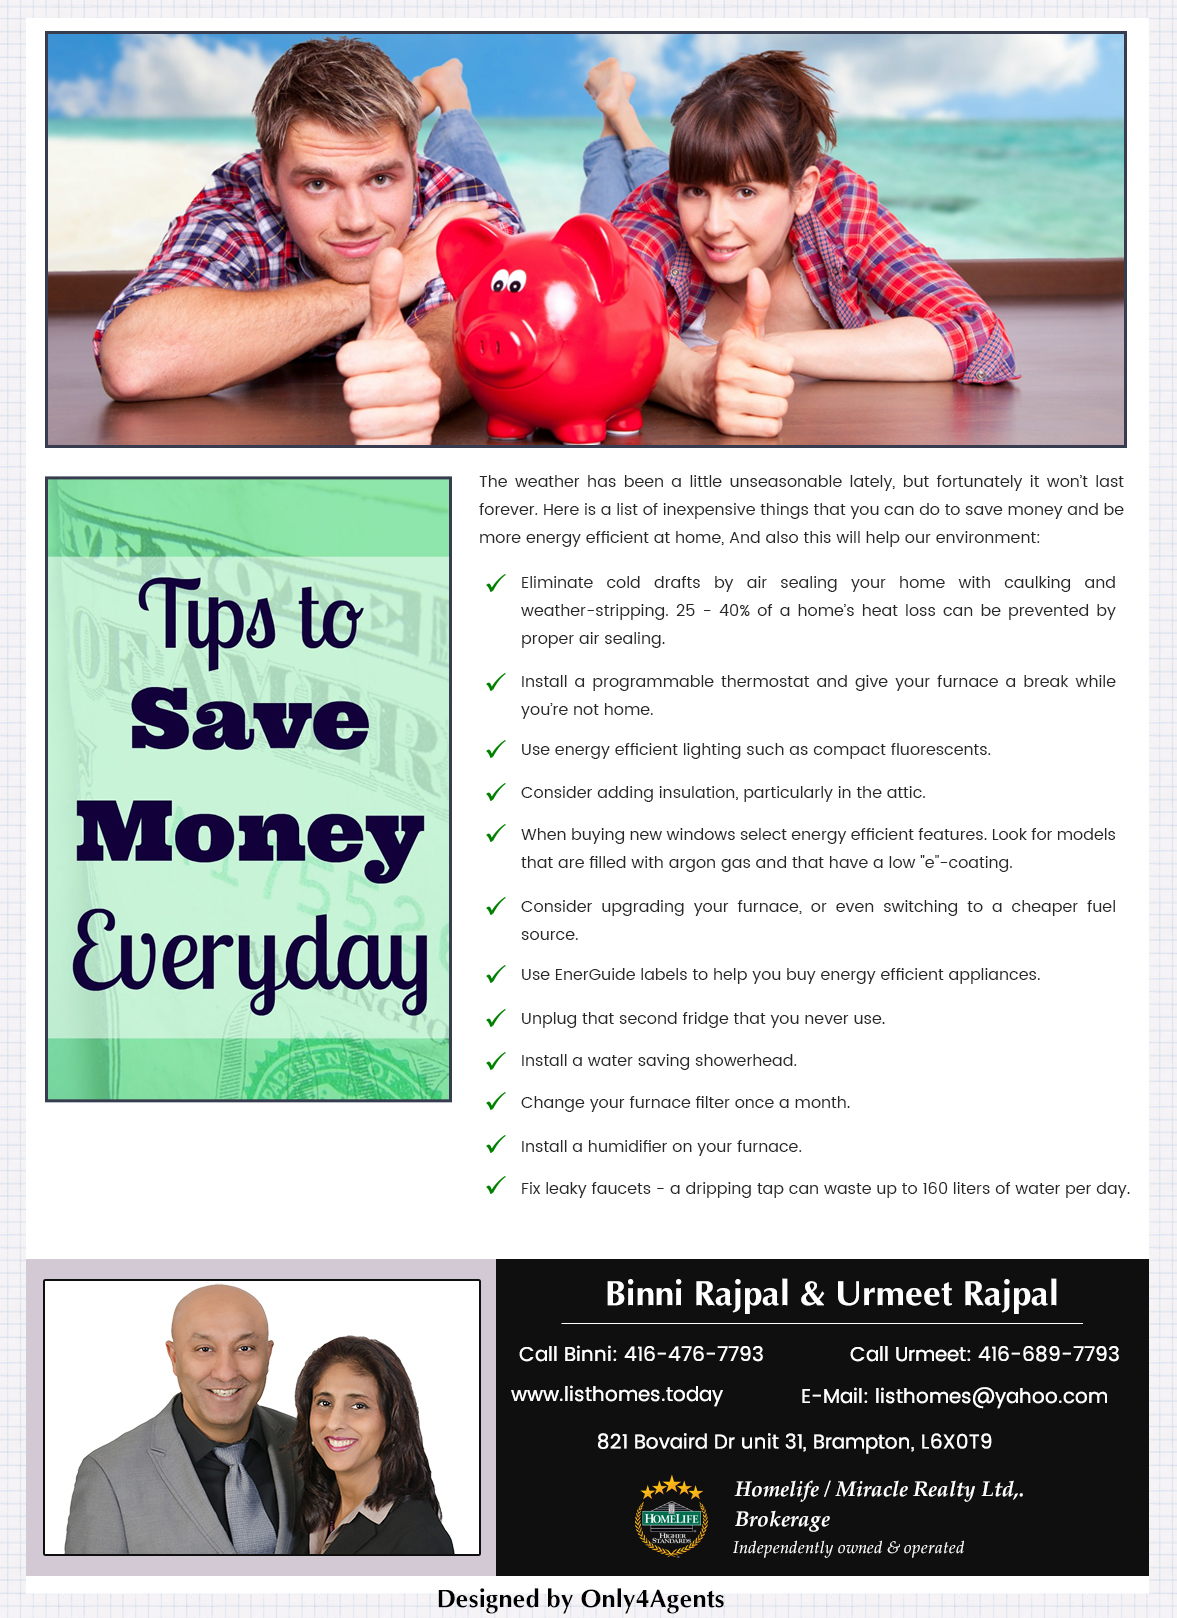 The weather has been a little unseasonable lately, but fortunately it won't last
forever. Here is a list of inexpensive things that you can do to save money and be
more energy efficient at home, And also this will help our environment:
Tips to
Save
Money
Everyday
Eliminate cold drafts by air sealing your home with caulking and
weather-stripping. 25 - 40% of a home's heat loss can be prevented by
proper air sealing.
Install a programmable thermostat and give your furnace a break while
you're not home.
Use energy efficient lighting such as compact fluorescents.
Consider adding insulation, particularly in the attic.
When buying new windows select energy efficient features. Look for models
that are filled with argon gas and that have a low "e"-coating.
Consider upgrading your furnace, or even switching to a cheaper fuel
source.
Use EnerGuide labels to help you buy energy efficient appliances.
Unplug that second fridge that you never use.
Install a water saving showerhead.
Change your furnace filter once a month.
Install a humidifier on your furnace.
Fix leaky faucets - a dripping tap can waste up to 160 liters of water per day.
Binni Rajpal & Urmeet Rajpal
Call Binni: 416-476-7793
Call Urmeet: 416-689-7793
www.listhomes.today
E-Mail: listhomes@yahoo.com
821 Bovaird Dr unit 31, Brampton, L6X0T9
HOMELIFE
HIGHER
STANDARDS
Homelife / Miracle Realty Ltd,.
Brokerage
Independently owned & operated
Designed by Only4Agents